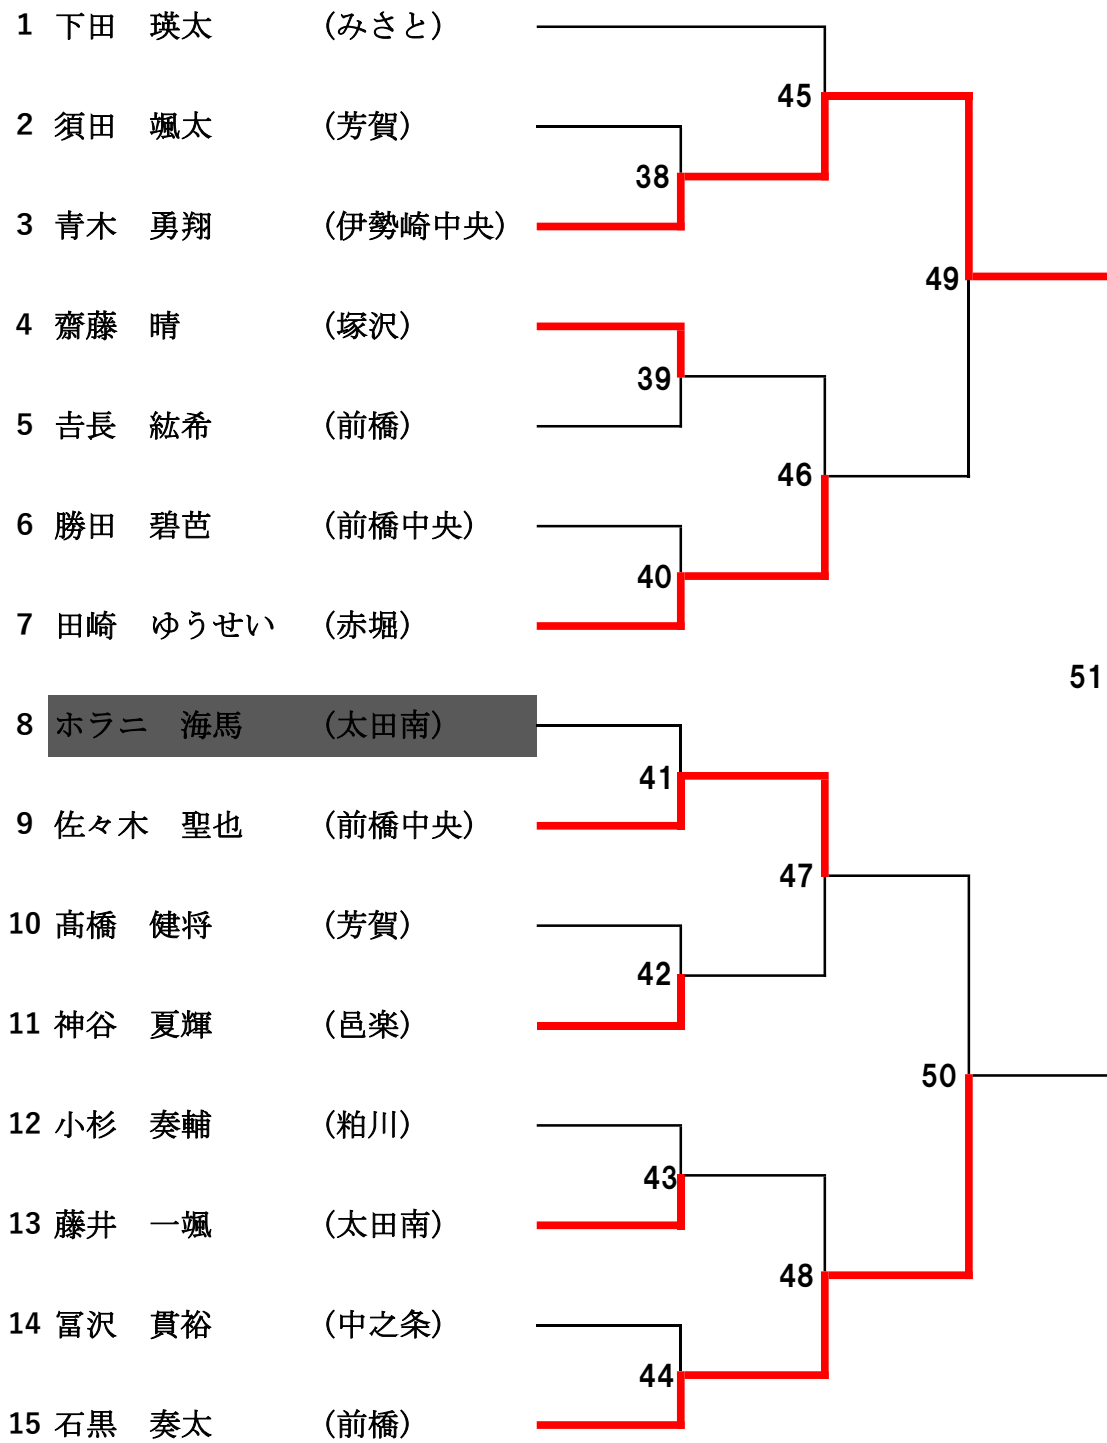 1 下田　瑛太 (みさと)
45
2 須田　颯太 (芳賀)
38
3 青木　勇翔 (伊勢崎中央)
49
4 齋藤　晴 (塚沢)
39
5 𠮷長　紘希 (前橋)
46
6 勝田　碧芭 (前橋中央)
40
7 田崎　ゆうせい (赤堀)
51
8 ホラニ　海馬 (太田南)
41
9 佐々木　聖也 (前橋中央)
47
10 髙橋　健将 (芳賀)
42
11 神谷　夏輝 (邑楽)
50
12 小杉　奏輔 (粕川)
43
13 藤井　一颯 (太田南)
48
14 冨沢　貫裕 (中之条)
44
15 石黒　奏太 (前橋)